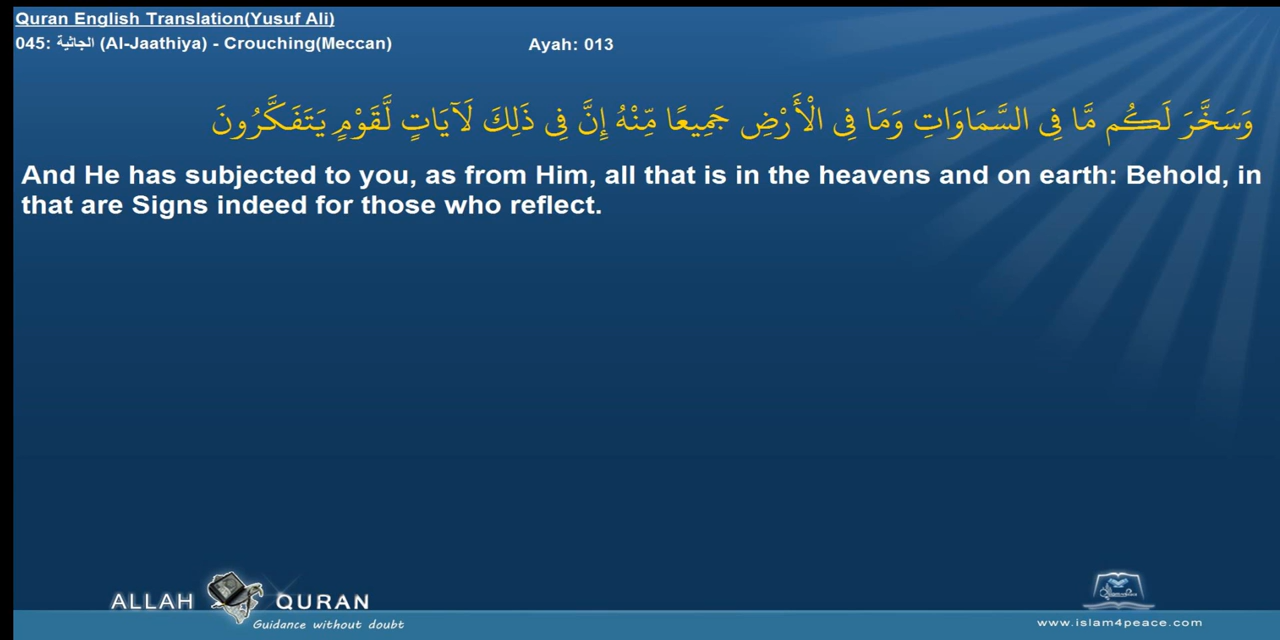 Quran English Translation(Yusuf Ali)
045: الجاثية (Al-Jaathiya) - Crouching(Meccan) Ayah: 013
وَسَخَّرَ لَكُم مَّا فِي السَّمَاوَاتِ وَمَا فِي الْأَرْضِ جَمِيعًا مِّنْهُ إِنَّ فِي ذَلِكَ لَآيَاتٍ لَّقَوْمٍ يَتَفَكَّرُونَ
And He has subjected to you, as from Him, all that is in the heavens and on earth: Behold, in
that are Signs indeed for those who reflect.
ALLAH QURAN
Guidance without doubt
www.islam4peace.com